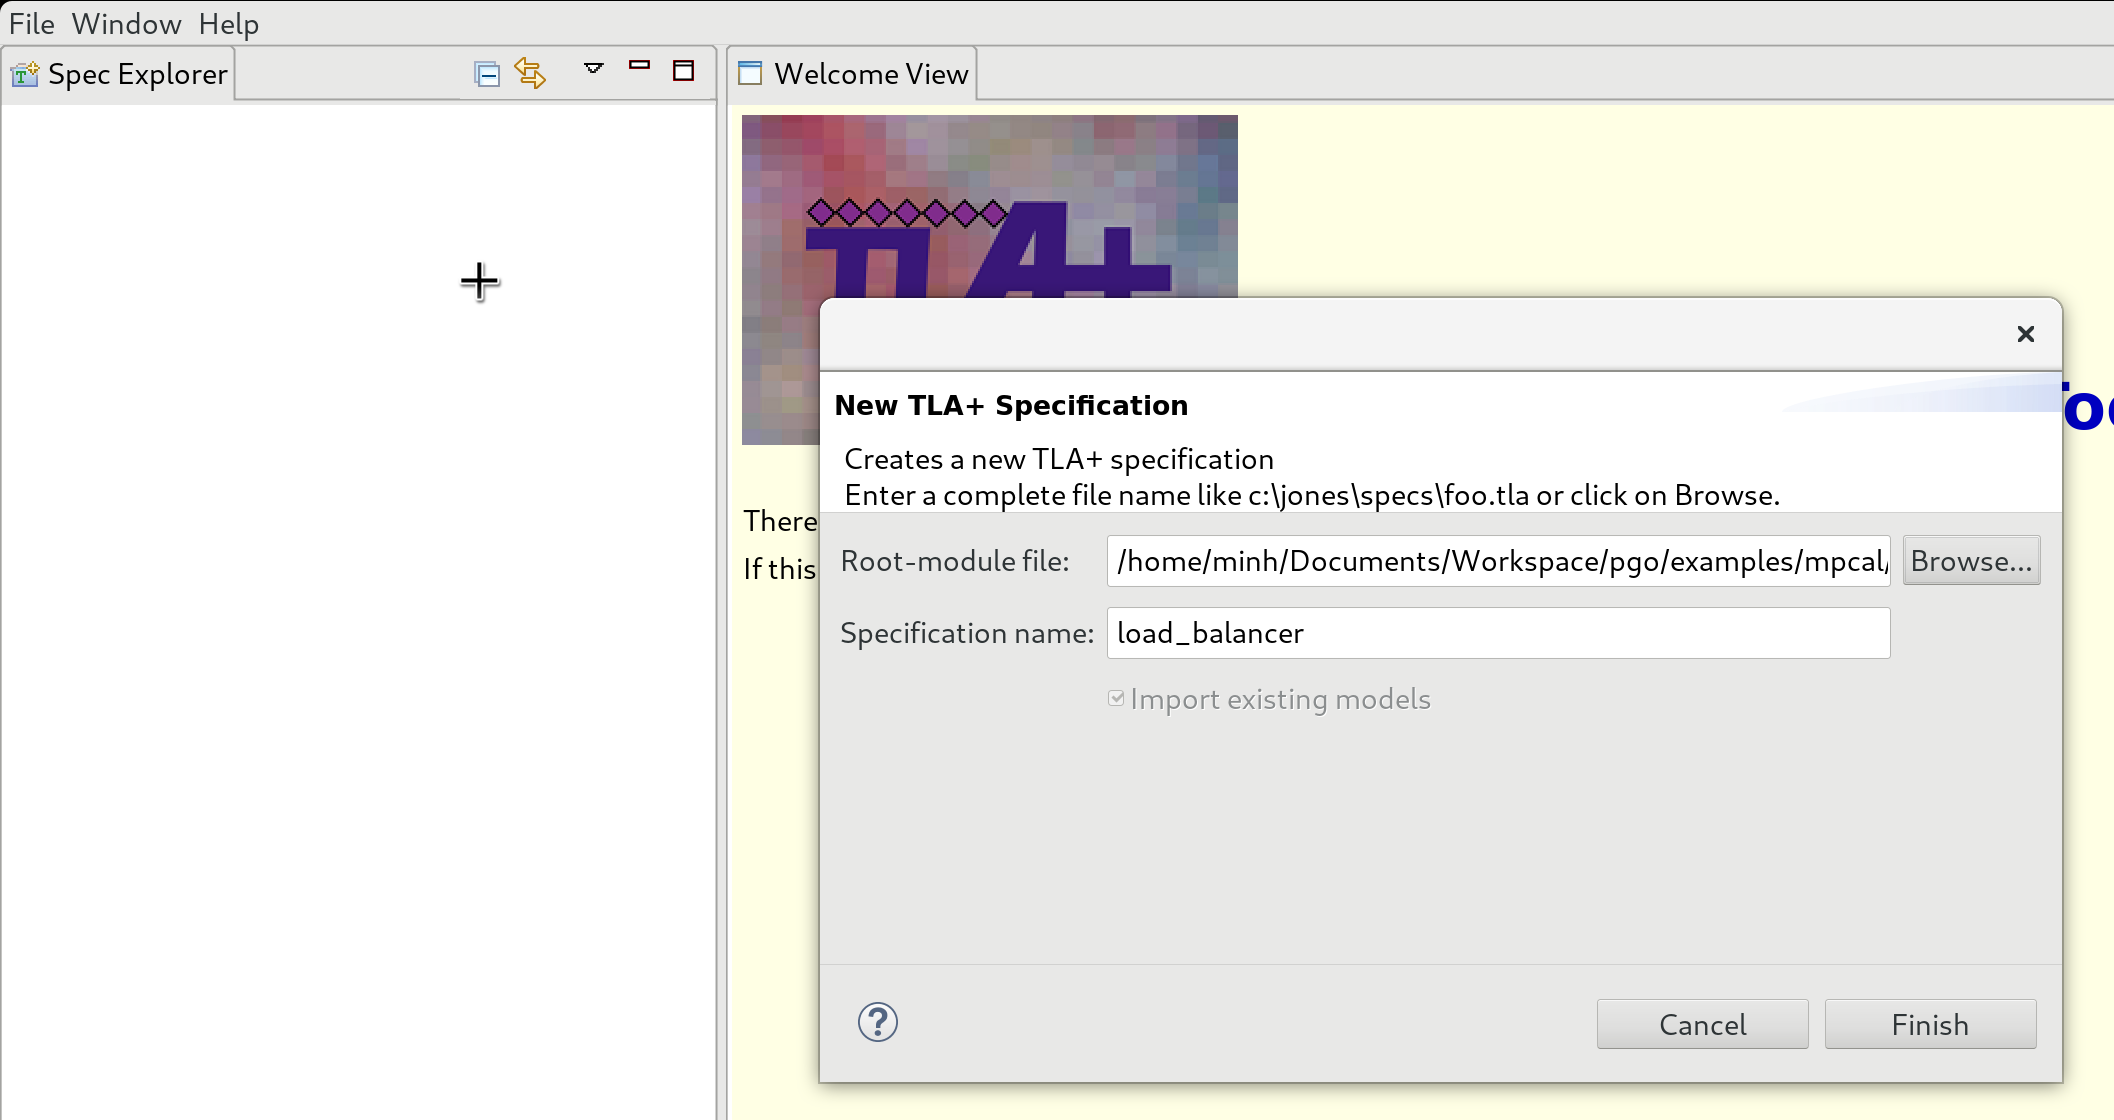 File Window Help
Spec Explorer
Welcome View
TLA+
There
If this
New TLA+ Specification
Creates a new TLA+ specification
Enter a complete file name like c:\jones\specs\foo.tla or click on Browse.
Root-module file: /home/minh/Documents/Workspace/pgo/examples/mpcal/ Browse...
Specification name: load_balancer
Import existing models
? Cancel Finish